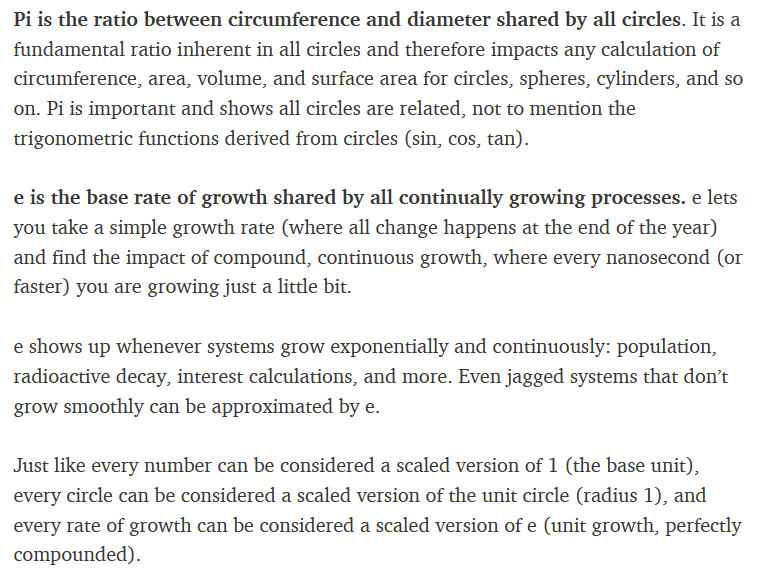 Pi is the ratio between circumference and diameter shared by all circles. It is a
fundamental ratio inherent in all circles and therefore impacts any calculation of
circumference, area, volume, and surface area for circles, spheres, cylinders, and so
on. Pi is important and shows all circles are related, not to mention the
trigonometric functions derived from circles (sin, cos, tan).
e is the base rate of growth shared by all continually growing processes. e lets
you take a simple growth rate (where all change happens at the end of the year)
and find the impact of compound, continuous growth, where every nanosecond (or
faster) you are growing just a little bit.
e shows up whenever systems grow exponentially and continuously: population,
radioactive decay, interest calculations, and more. Even jagged systems that don’t
grow smoothly can be approximated by e.
Just like every number can be considered a scaled version of 1 (the base unit),
every circle can be considered a scaled version of the unit circle (radius 1), and
every rate of growth can be considered a scaled version of e (unit growth, perfectly
compounded).